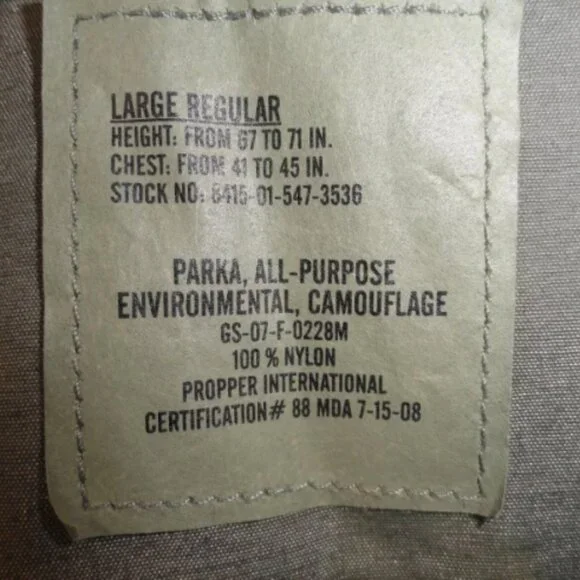 LARGE REGULAR
HEIGHT: FROM 67 TO 71 IN.
CHEST: FROM 41 TO 45 IN.
STOCK NO: 8415-01-547-3536
PARKA, ALL-PURPOSE
ENVIRONMENTAL, CAMOUFLAGE
GS-07-F-0228M
100 % NYLON
PROPPER INTERNATIONAL
CERTIFICATION# 88 MDA 7-15-08